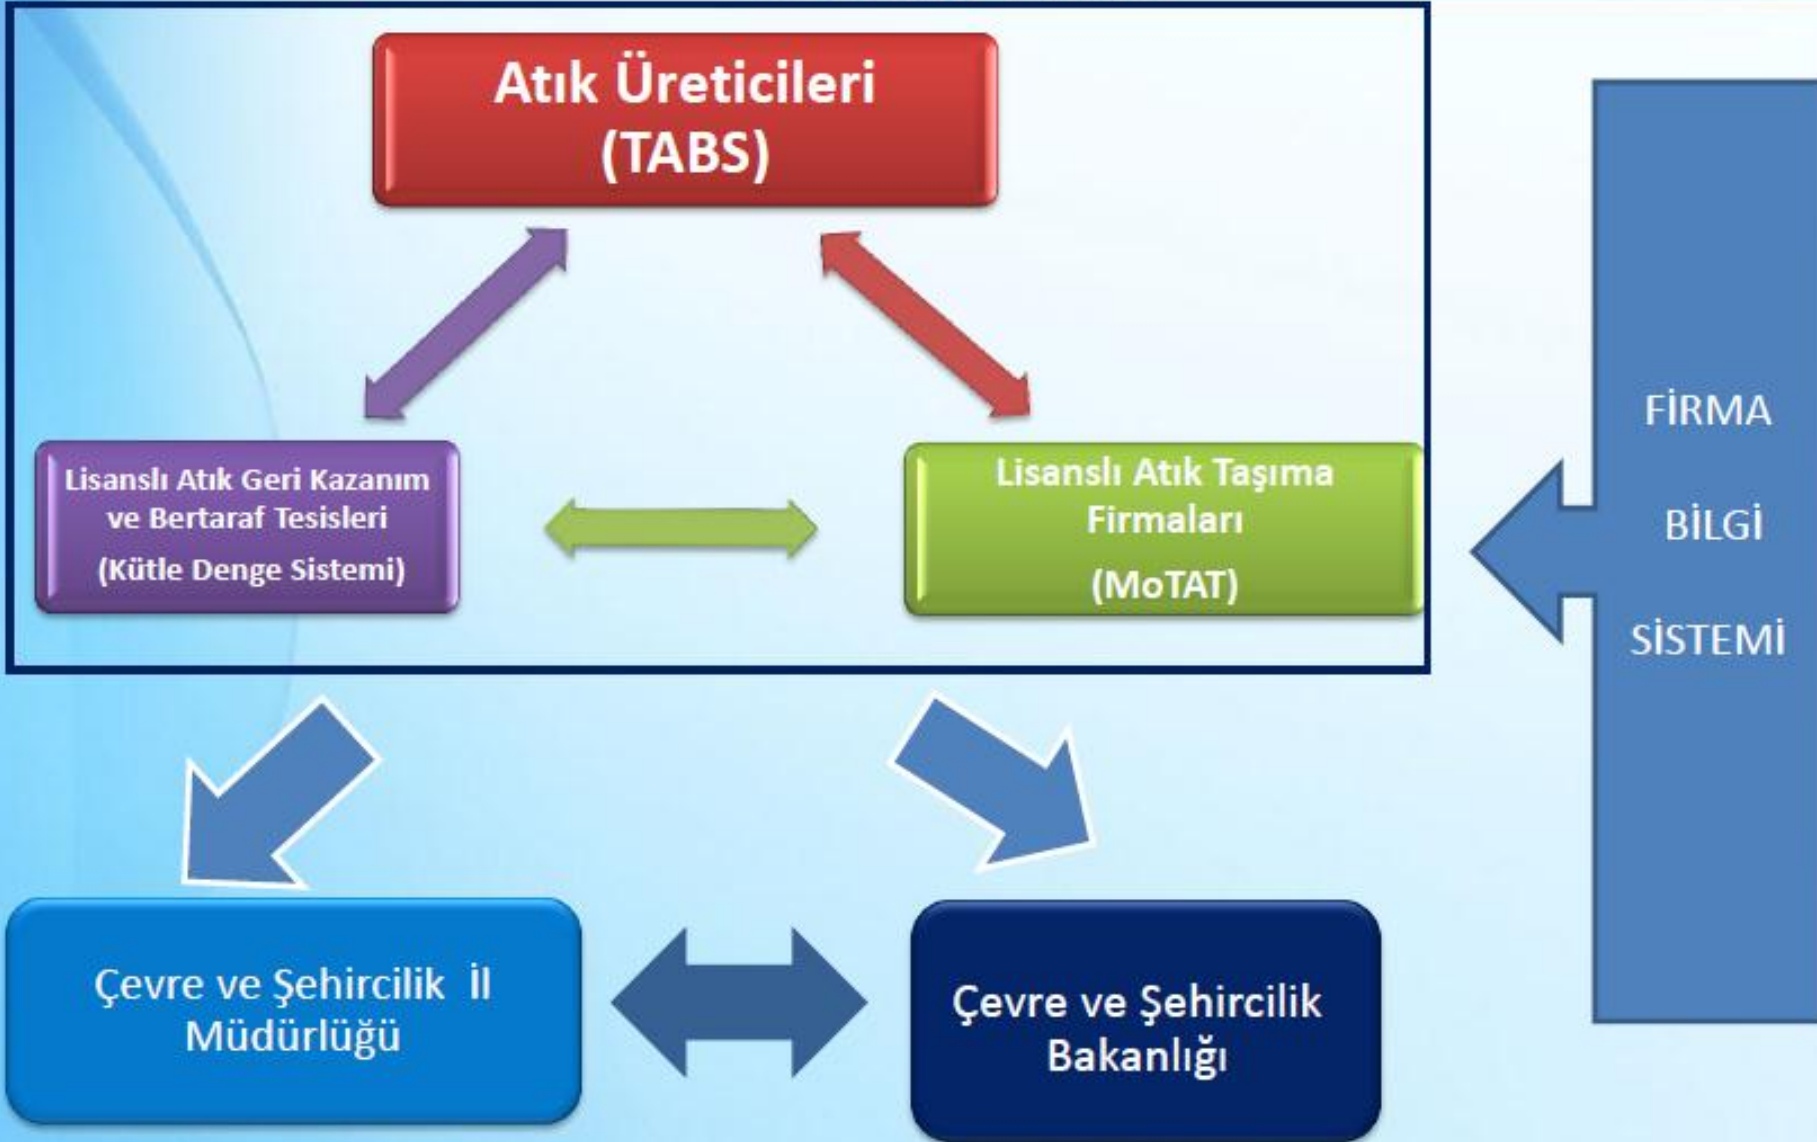 Atık Üreticileri
(TABS)
Lisanslı Atık Geri Kazanım
ve Bertaraf Tesisleri
(Kütle Denge Sistemi)
Lisanslı Atık Taşıma
Firmaları
(MoTAT)
FİRMA
BİLGİ
SİSTEMİ
Çevre ve Şehircilik İl
Müdürlüğü
Çevre ve Şehircilik
Bakanlığı